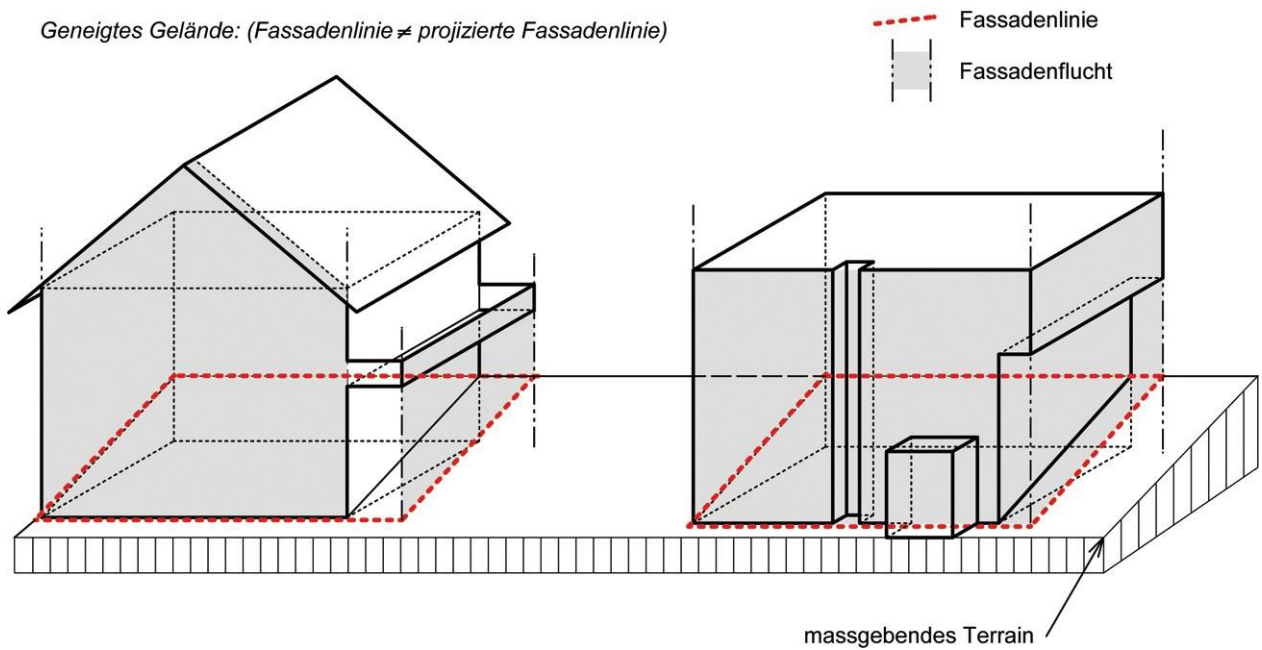 Geneigtes Gelände: (Fassadenlinie ≠ projizierte Fassadenlinie)
Fassadenlinie
Fassadenflucht
massgebendes Terrain